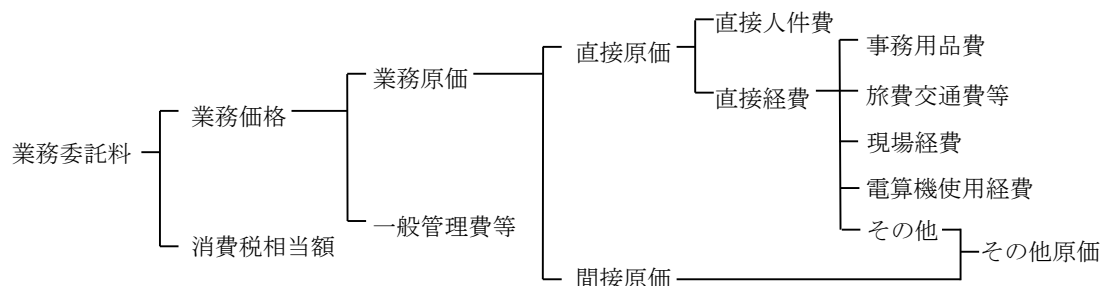 直接人件費
事務用品費
直接原価
業務原価
直接経費
旅費交通費等
業務価格
現場経費
業務委託料
電算機使用経費
一般管理費等
その他
消費税相当額
その他原価
間接原価